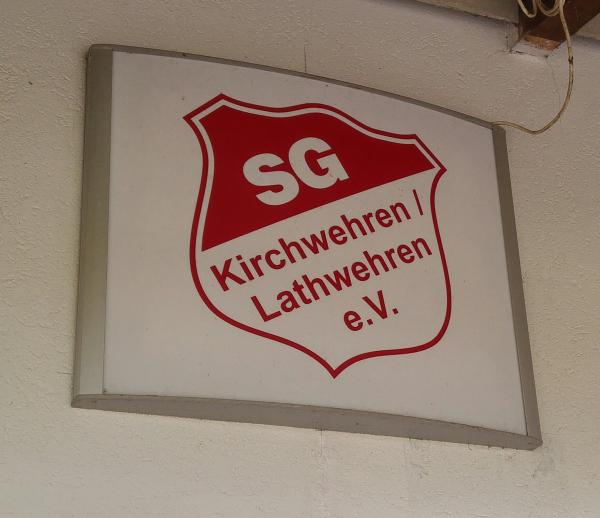 SG
Kirchwehren /
Lathwehren
e.V.